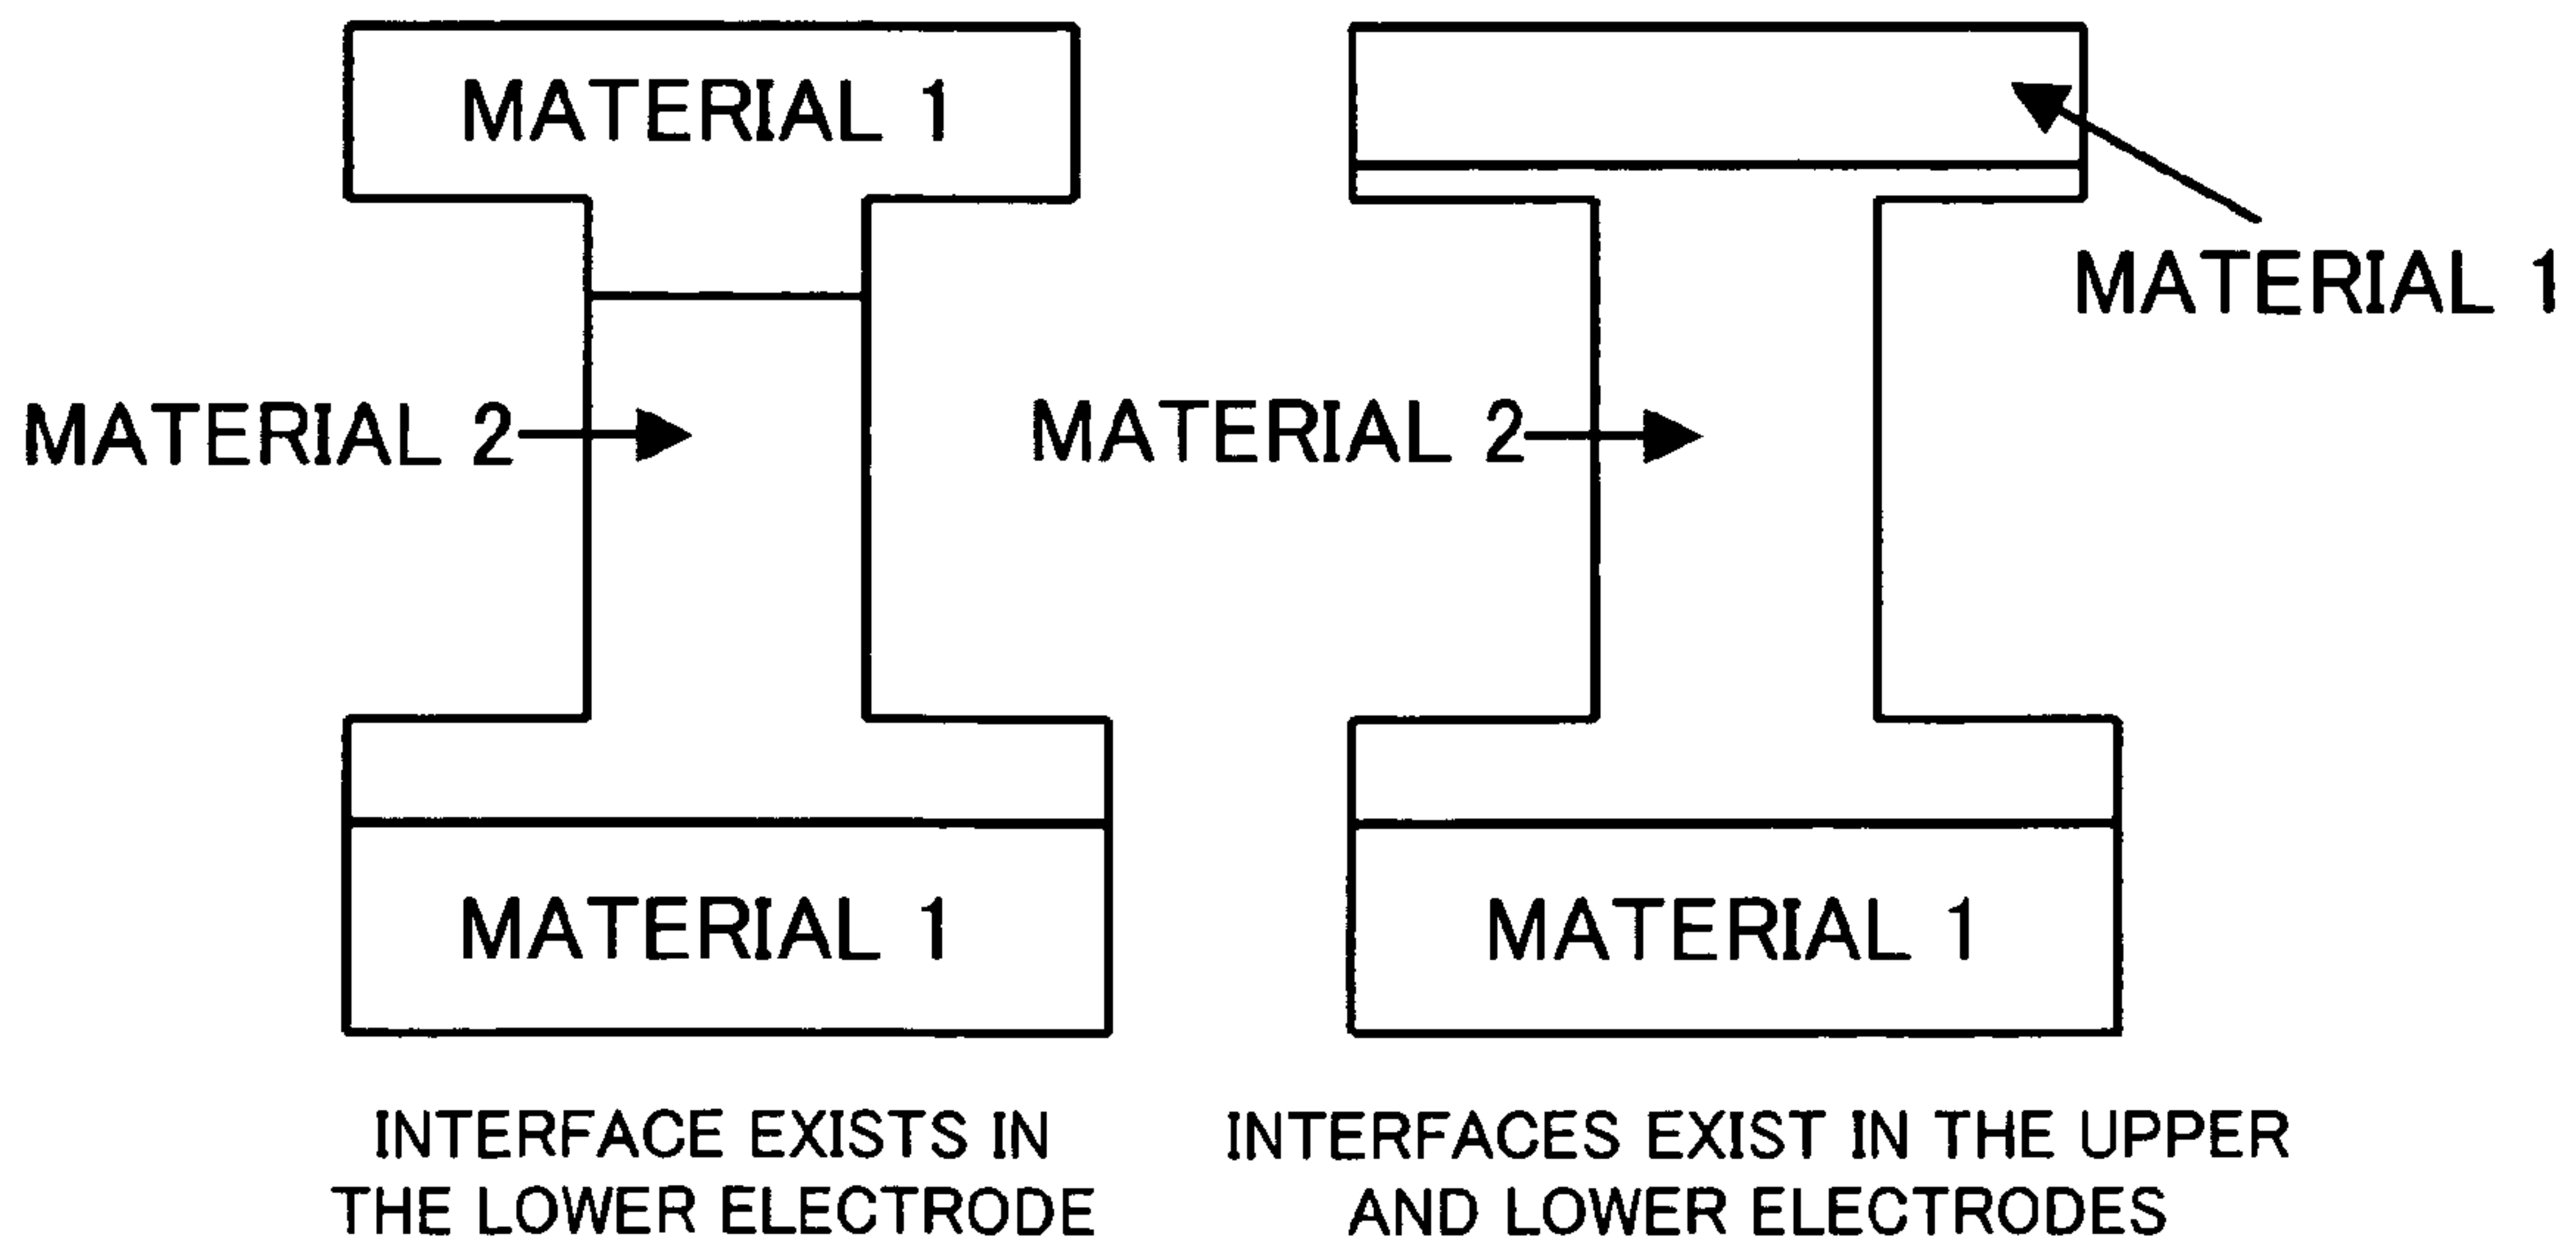 MATERIAL 1
MATERIAL 2
MATERIAL 1
INTERFACE EXISTS IN
THE LOWER ELECTRODE
MATERIAL 1
MATERIAL 2
MATERIAL 1
INTERFACES EXIST IN THE UPPER
AND LOWER ELECTRODES